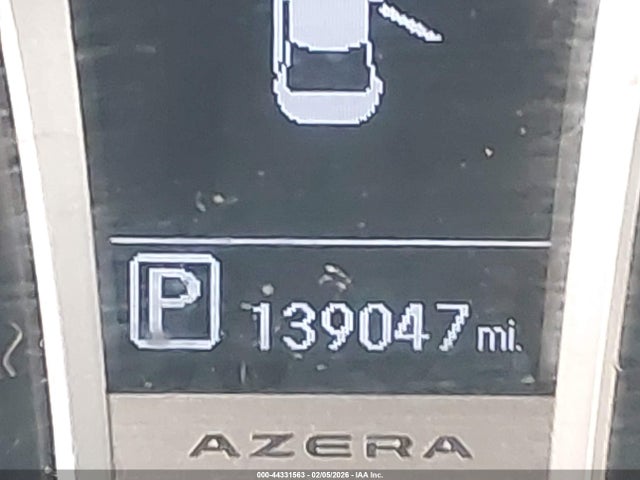 P 139047 mi.
AZERA
000-44331563 - 02/05/2026 - IAA Inc.